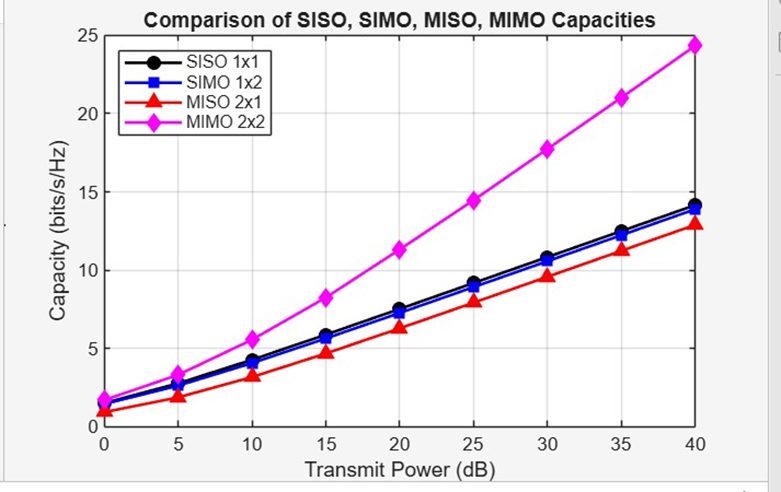 Comparison of SISO, SIMO, MISO, MIMO Capacities
SISO 1x1
SIMO 1x2
MISO 2x1
MIMO 2x2
Capacity (bits/s/Hz)
25
20
15
10
5
0
0 5 10 15 20 25 30 35 40
Transmit Power (dB)